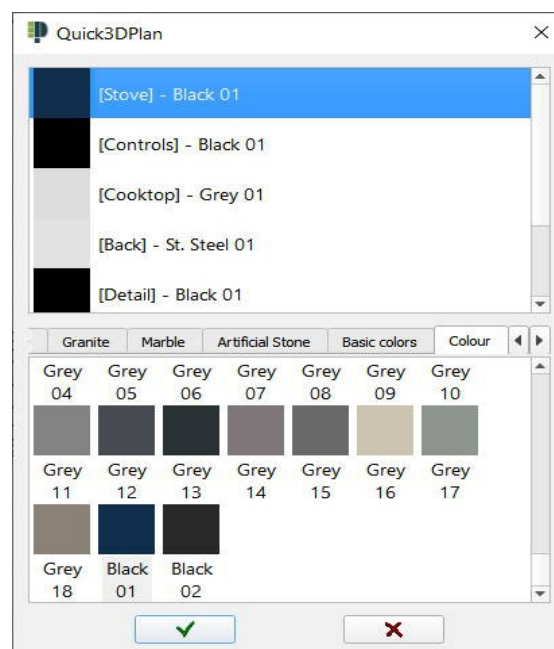 Quick3DPlan
[Stove] - Black 01
[Controls] - Black 01
[Cooktop] - Grey 01
[Back] - St. Steel 01
[Detail] - Black 01
Granite Marble Artificial Stone Basic colors Colour
Grey Grey Grey Grey Grey Grey Grey
04 05 06 07 08 09 10
Grey Grey Grey Grey Grey Grey Grey
11 12 13 14 15 16 17
Grey Black Black
18 01 02